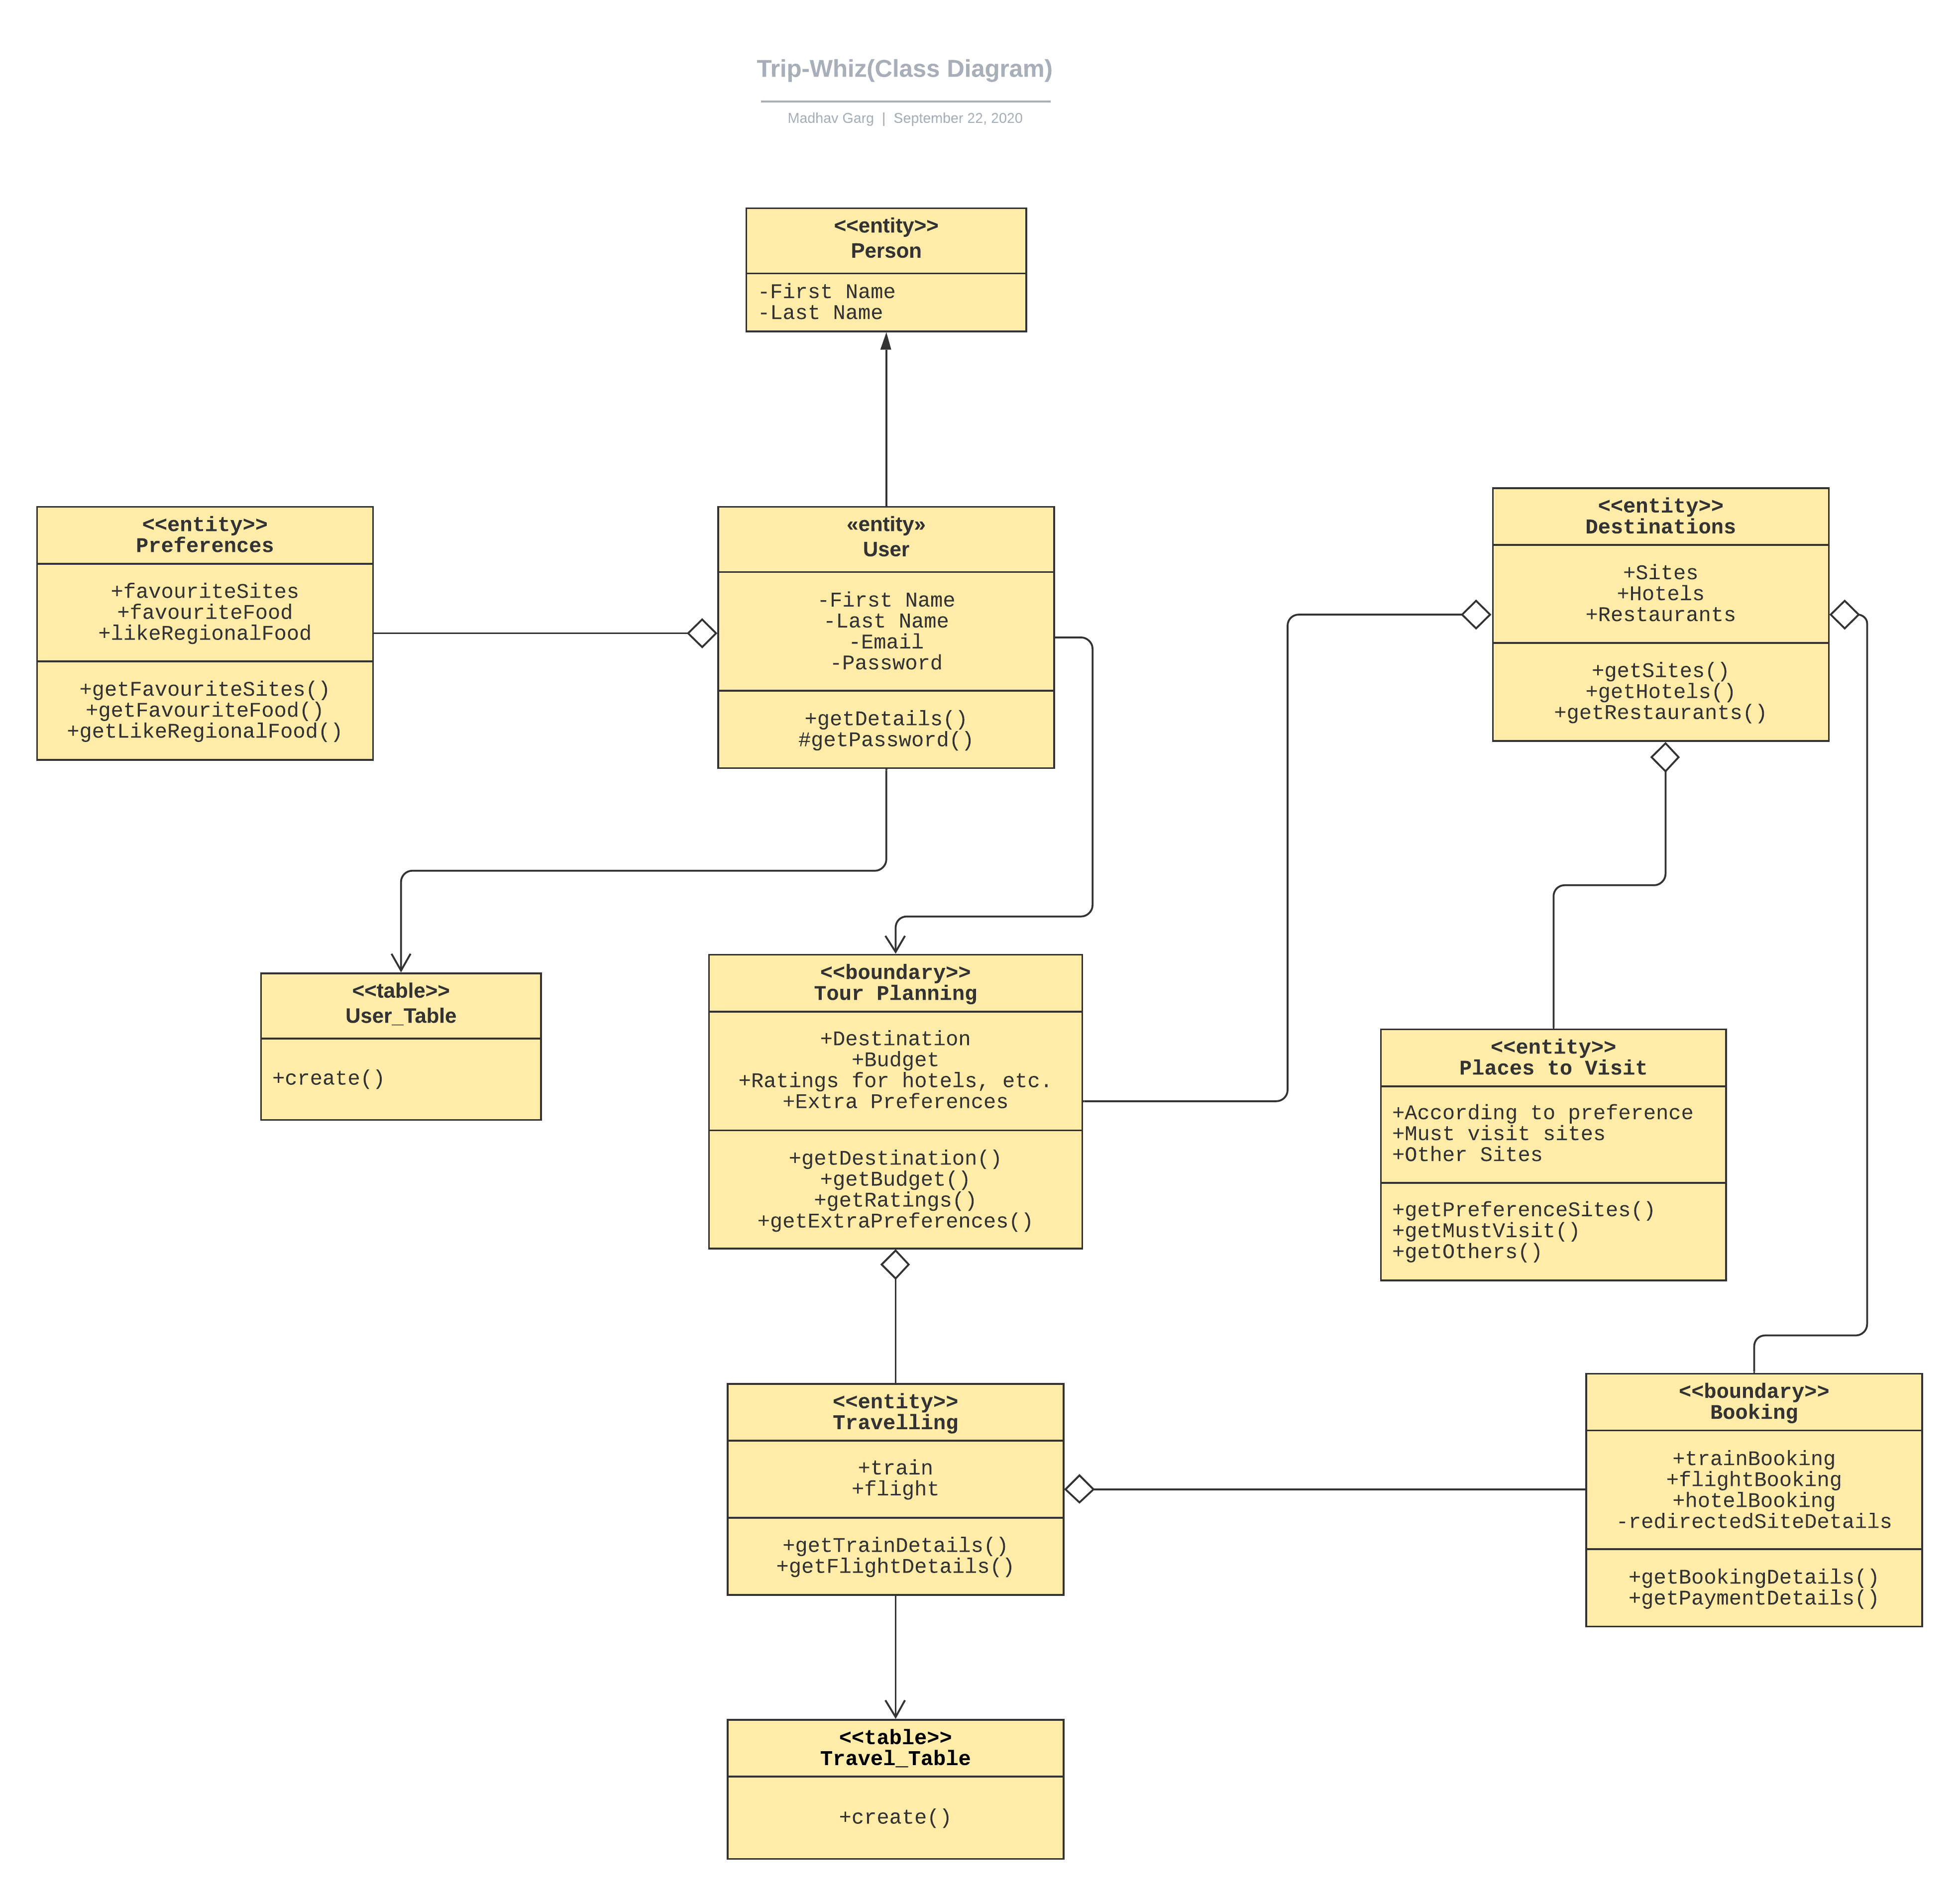 Trip-Whiz(Class Diagram)
Madhav Garg | September 22, 2020
<<entity>>
Person
-First Name
-Last Name
<<entity>>
Preferences
+favouriteSites
+favouriteFood
+likeRegionalFood
+getFavouriteSites()
+getFavouriteFood()
+getLikeRegionalFood()
«entity»
User
-First Name
-Last Name
-Email
-Password
+getDetails()
#getPassword()
<<entity>>
Destinations
+Sites
+Hotels
+Restaurants
+getSites()
+getHotels()
+getRestaurants()
<<table>>
User_Table
+create()
<<boundary>>
Tour Planning
+Destination
+Budget
+Ratings for hotels, etc.
+Extra Preferences
+getDestination()
+getBudget()
+getRatings()
+getExtraPreferences()
<<entity>>
Places to Visit
+According to preference
+Must visit sites
+Other Sites
+getPreferenceSites()
+getMustVisit()
+getOthers()
<<entity>>
Travelling
+train
+flight
+getTrainDetails()
+getFlightDetails()
<<boundary>>
Booking
+trainBooking
+flightBooking
+hotelBooking
-redirectedSiteDetails
+getBookingDetails()
+getPaymentDetails()
<<table>>
Travel_Table
+create()